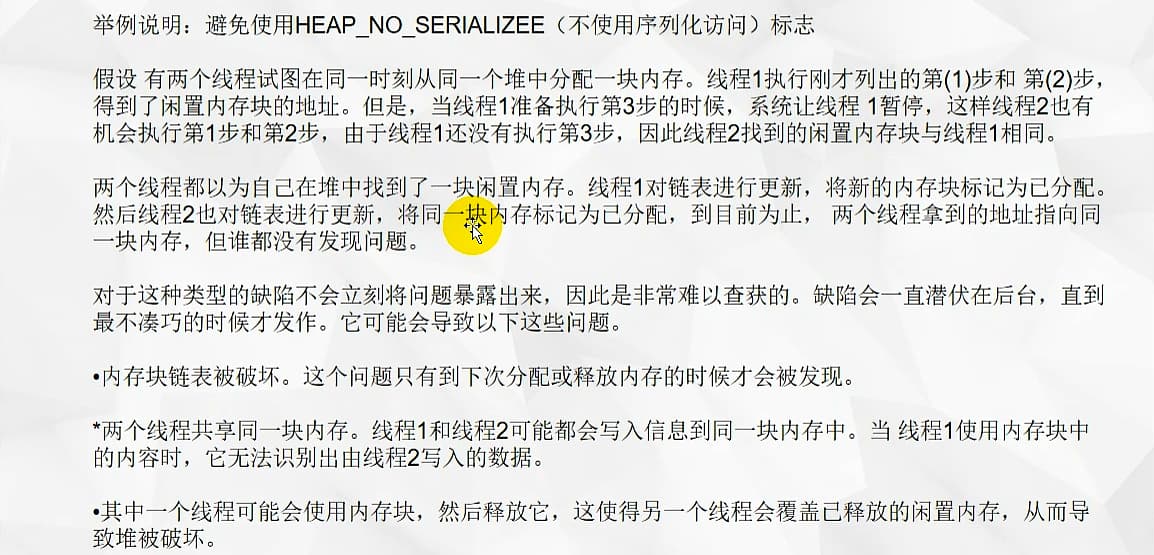 举例说明：避免使用HEAP_NO_SERIALIZEE（不使用序列化访问）标志
假设 有两个线程试图在同一时刻从同一个堆中分配一块内存。线程1执行刚才列出的第(1)步和 第(2)步，
得到了闲置内存块的地址。但是，当线程1准备执行第3步的时候，系统让线程 1暂停，这样线程2也有
机会执行第1步和第2步，由于线程1还没有执行第3步，因此线程2找到的闲置内存块与线程1相同。
两个线程都以为自己在堆中找到了一块闲置内存。线程1对链表进行更新，将新的内存块标记为已分配。
然后线程2也对链表进行更新，将同一块内存标记为已分配，到目前为止， 两个线程拿到的地址指向同
一块内存，但谁都没有发现问题。
对于这种类型的缺陷不会立刻将问题暴露出来，因此是非常难以查获的。缺陷会一直潜伏在后台，直到
最不凑巧的时候才发作。它可能会导致以下这些问题。
•内存块链表被破坏。这个问题只有到下次分配或释放内存的时候才会被发现。
*两个线程共享同一块内存。线程1和线程2可能都会写入信息到同一块内存中。当 线程1使用内存块中
的内容时，它无法识别出由线程2写入的数据。
•其中一个线程可能会使用内存块，然后释放它，这使得另一个线程会覆盖已释放的闲置内存，从而导
致堆被破坏。